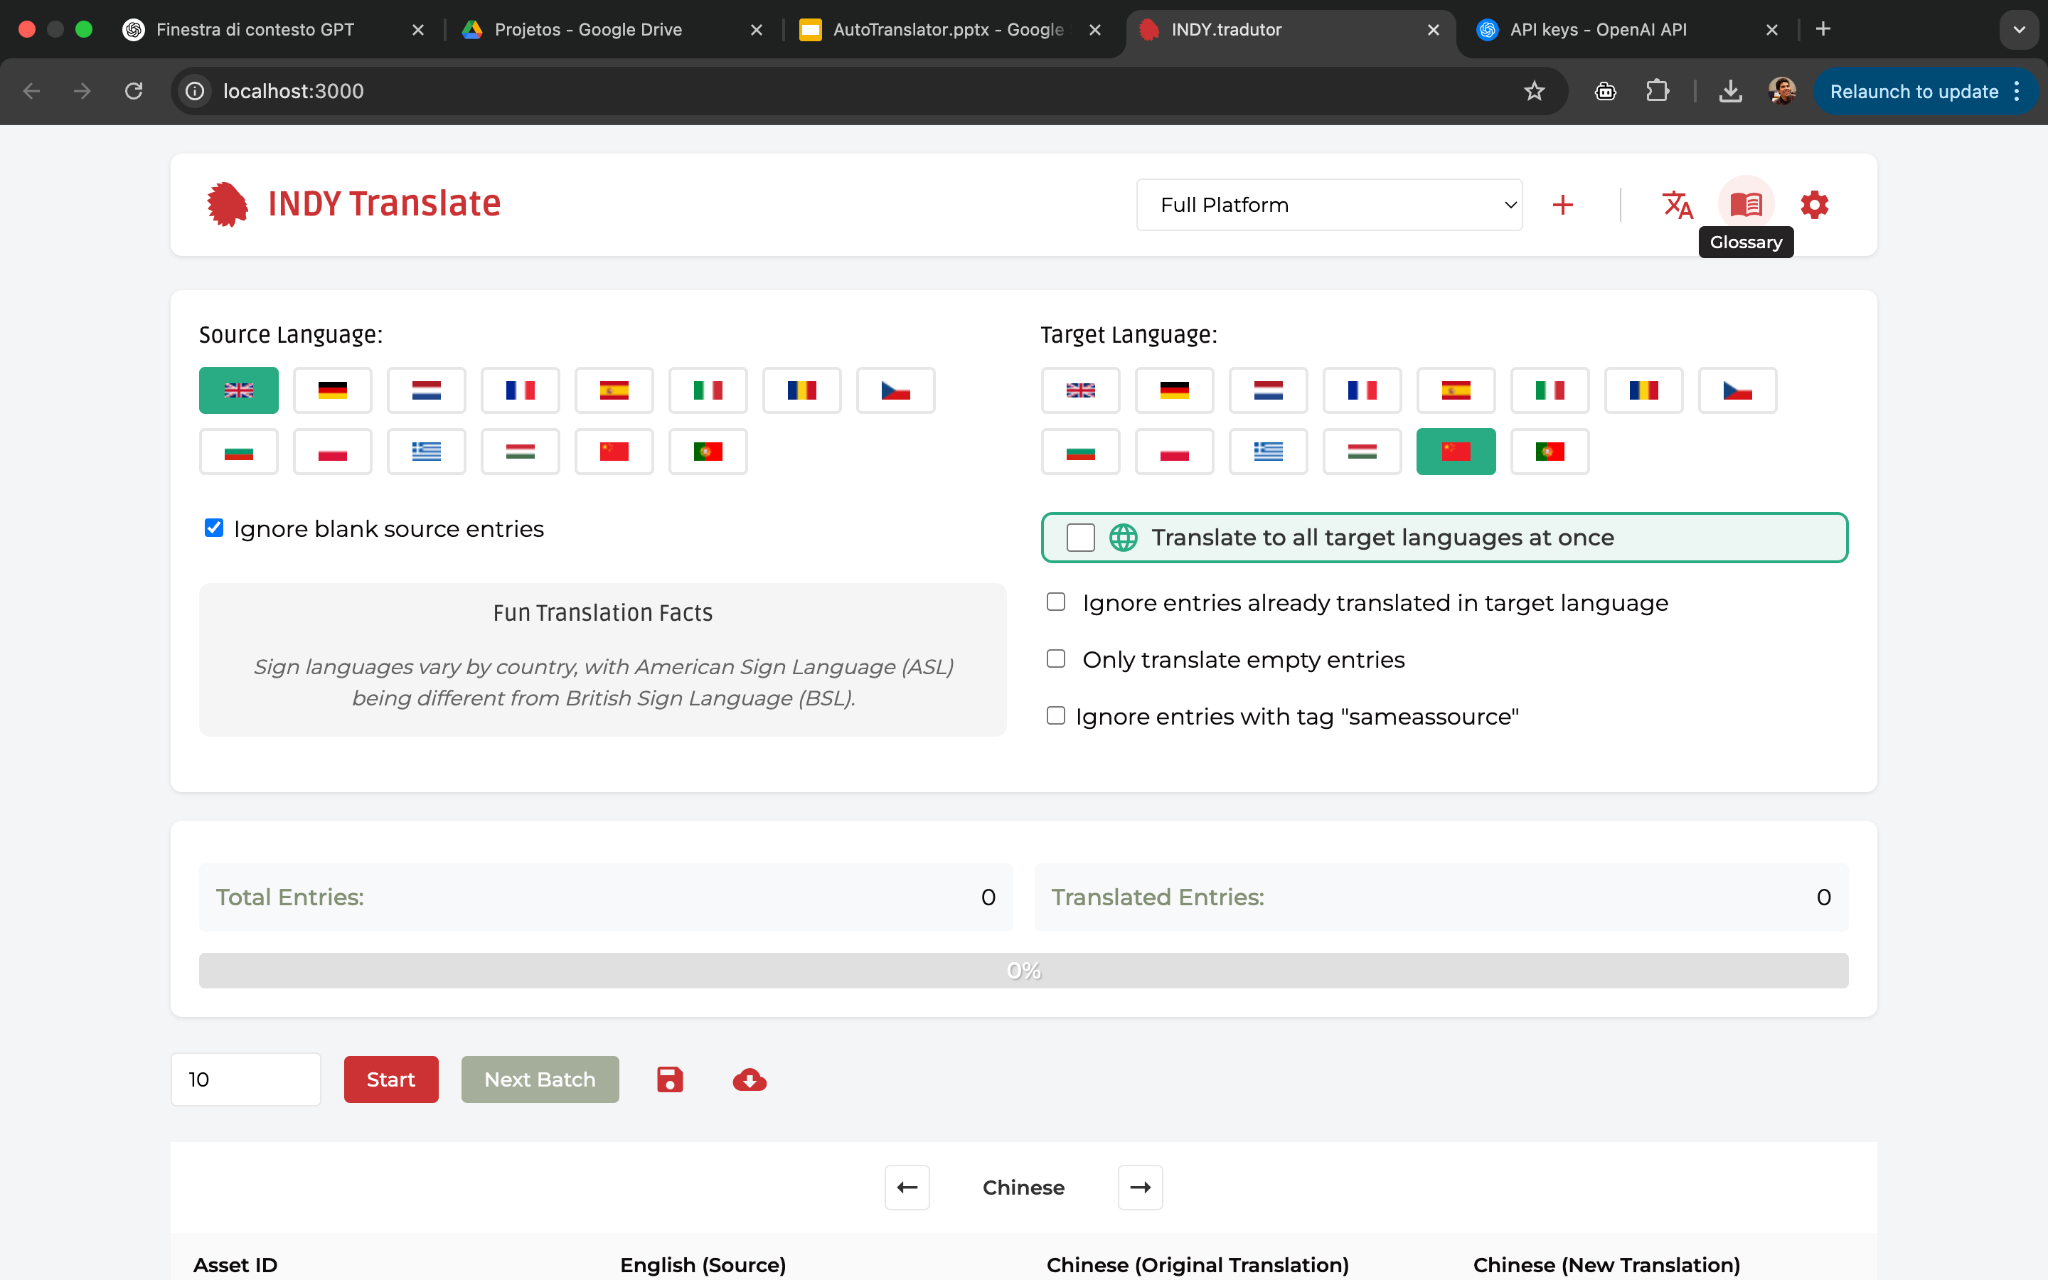 Finestra di contesto GPT
Projetos - Google Drive
AutoTranslator.pptx - Google
INDY.tradutor
API keys - OpenAI API
localhost:3000
Relaunch to update
INDY Translate
Full Platform
Glossary
Source Language:
Target Language:
Ignore blank source entries
Translate to all target languages at once
Fun Translation Facts
Sign languages vary by country, with American Sign Language (ASL)
being different from British Sign Language (BSL).
Ignore entries already translated in target language
Only translate empty entries
Ignore entries with tag "sameassource"
Total Entries:
0
Translated Entries:
0
0%
10
Start
Next Batch
Chinese
Asset ID
English (Source)
Chinese (Original Translation)
Chinese (New Translation)